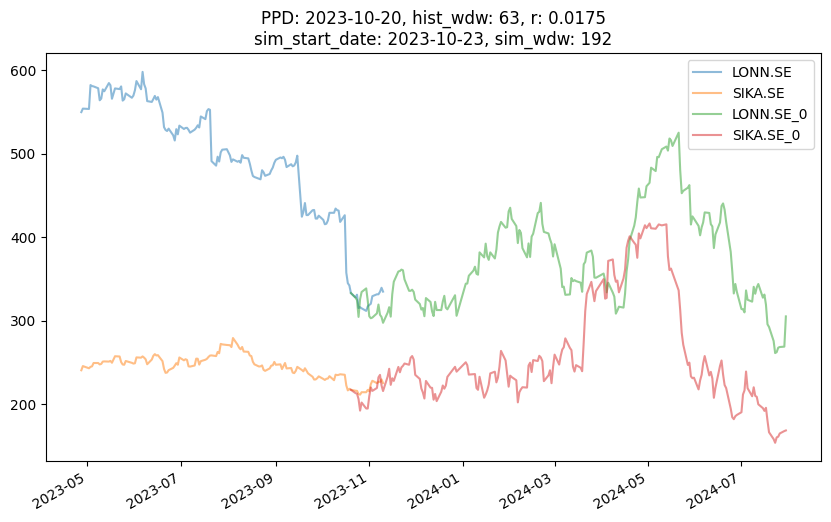 PPD: 2023-10-20, hist_wdw: 63, r: 0.0175
sim_start_date: 2023-10-23, sim_wdw: 192
LONN.SE
SIKA.SE
LONN.SE_0
SIKA.SE_0
600
500
400
300
200
2023-05
2023-07
2023-09
2023-11
2024-01
2024-03
2024-05
2024-07